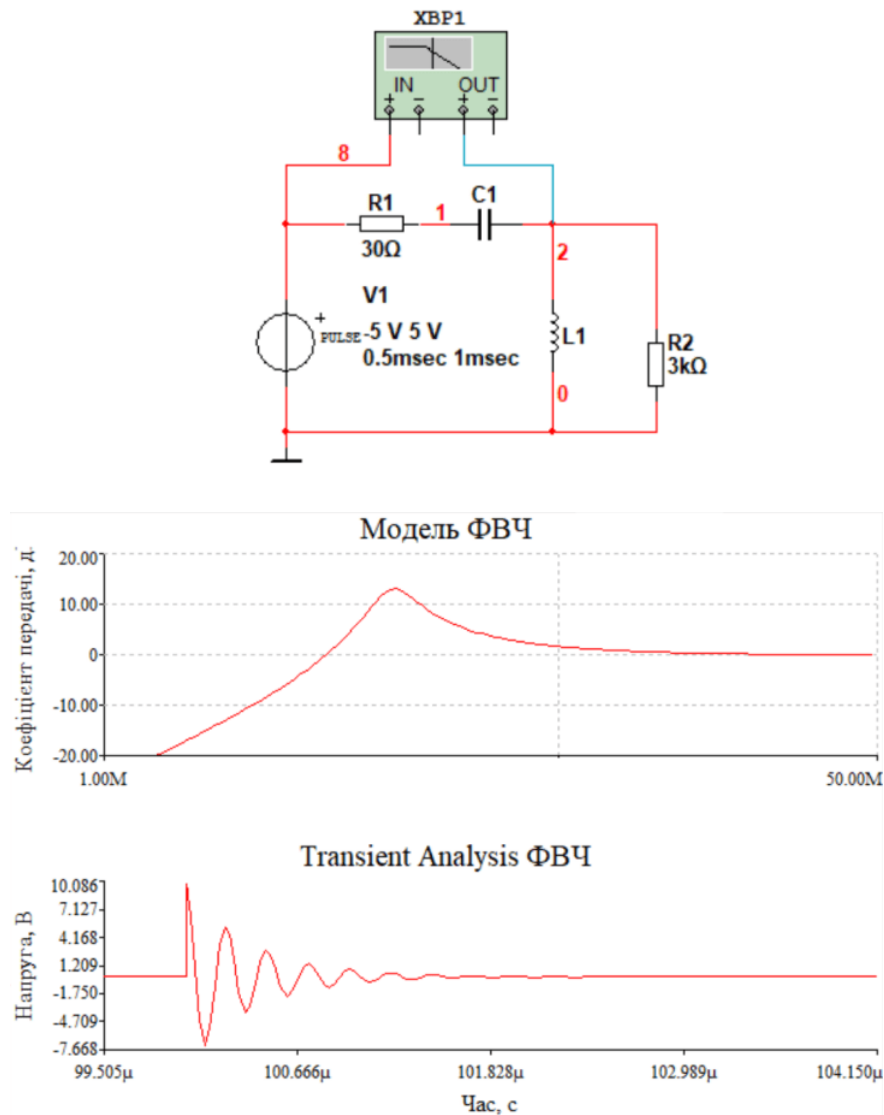 XBP1
IN OUT
+ − + −
8
R1
1
C1
30Ω
2
V1
+
PULSE
-5 V 5 V
0.5msec 1msec
L1
R2
3kΩ
0
Модель ФВЧ
Коефіцієнт передачі, д
20.00
10.00
0
-10.00
-20.00
1.00M 50.00M
Transient Analysis ФВЧ
Напруга, В
10.086
7.127
4.168
1.209
-1.750
-4.709
-7.668
99.505µ 100.666µ 101.828µ 102.989µ 104.150µ
Час, с